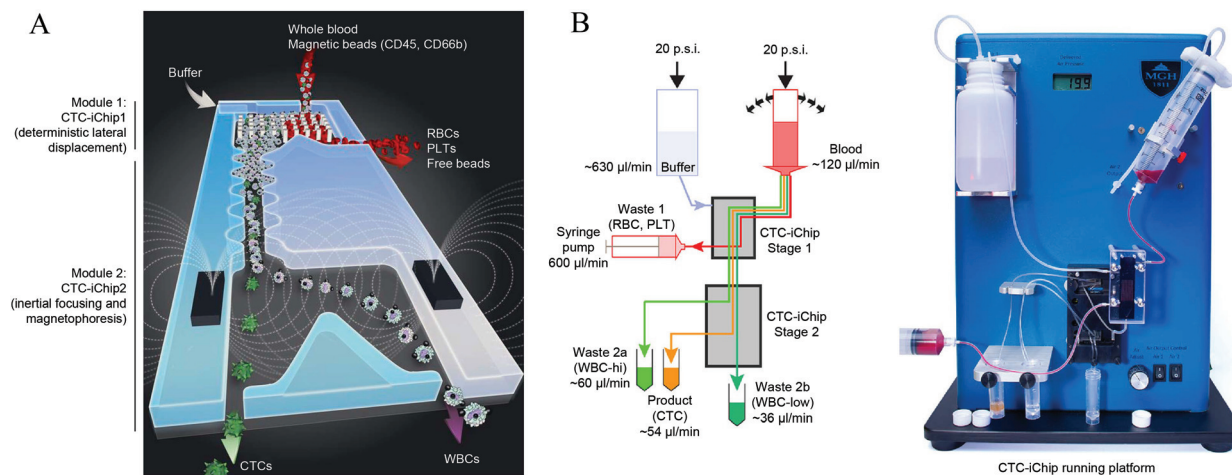 A
Whole blood
Magnetic beads (CD45, CD66b)
Buffer
Module 1:
CTC-iChip1
(deterministic lateral
displacement)
RBCs
PLTs
Free beads
Module 2:
CTC-iChip2
(inertial focusing and
magnetophoresis)
CTCs
WBCs
B
20 p.s.i.
20 p.s.i.
Buffer
~630 µl/min
Blood
~120 µl/min
Waste 1
(RBC, PLT)
Syringe
pump
600 µl/min
CTC-iChip
Stage 1
CTC-iChip
Stage 2
Waste 2a
(WBC-hi)
~60 µl/min
Product
(CTC)
~54 µl/min
Waste 2b
(WBC-low)
~36 µl/min
19.9
MGH
1811
CTC-iChip running platform